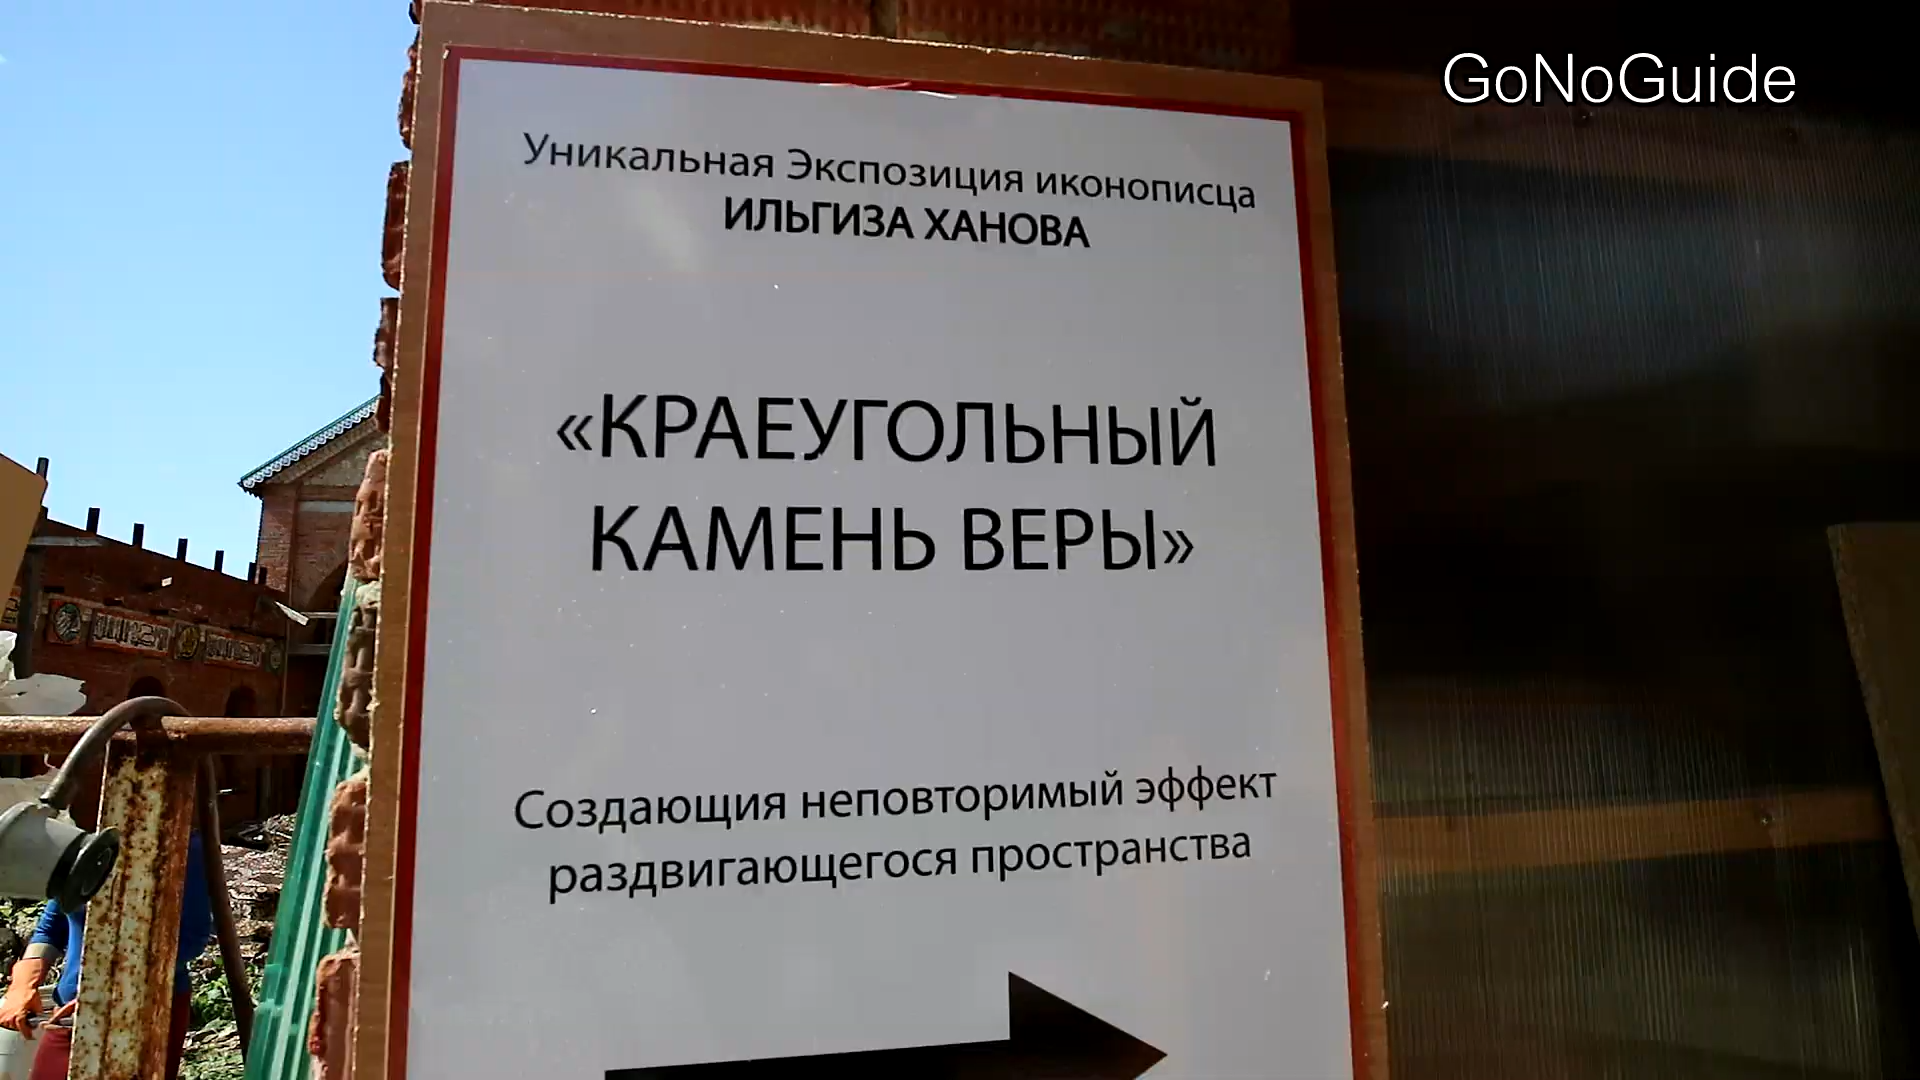 GoNoGuide
Уникальная Экспозиция иконописца
ИЛЬГИЗА ХАНОВА
«КРАЕУГОЛЬНЫЙ
КАМЕНЬ ВЕРЫ»
Создающия неповторимый эффект
раздвигающегося пространства